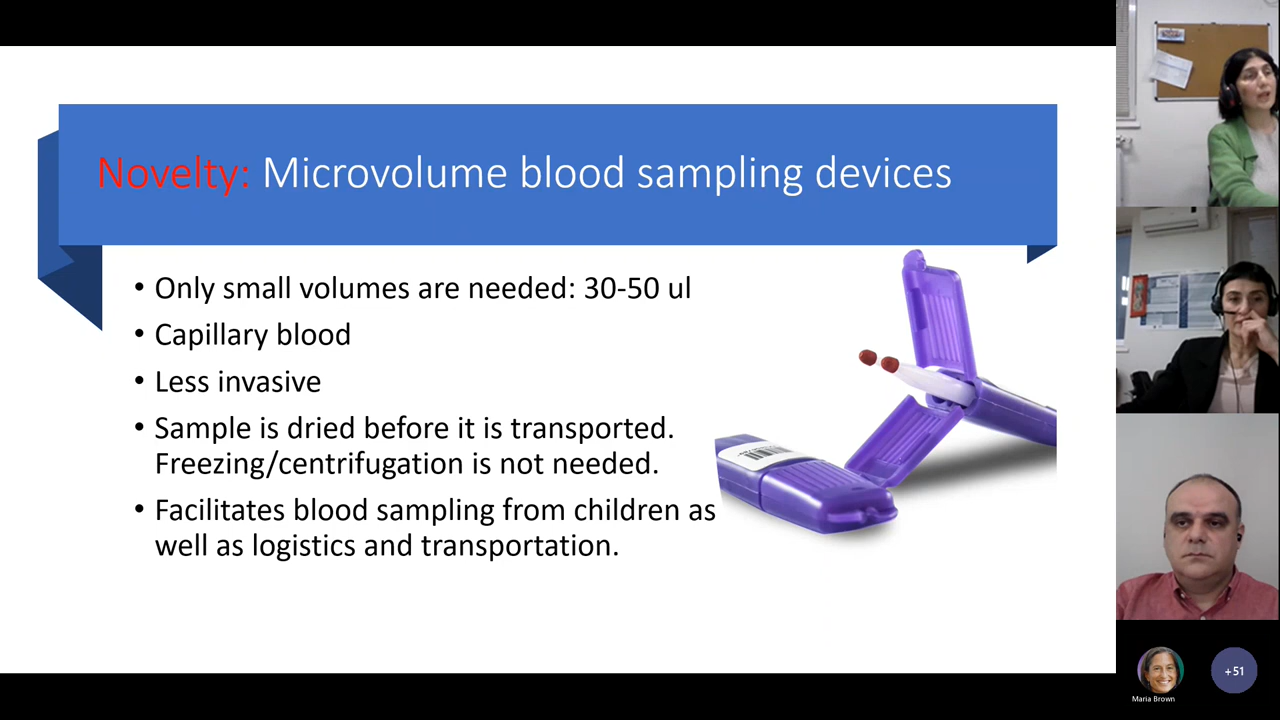 Novelty: Microvolume blood sampling devices
• Only small volumes are needed: 30-50 ul
• Capillary blood
• Less invasive
• Sample is dried before it is transported.
Freezing/centrifugation is not needed.
• Facilitates blood sampling from children as
well as logistics and transportation.
Maria Brown
+51